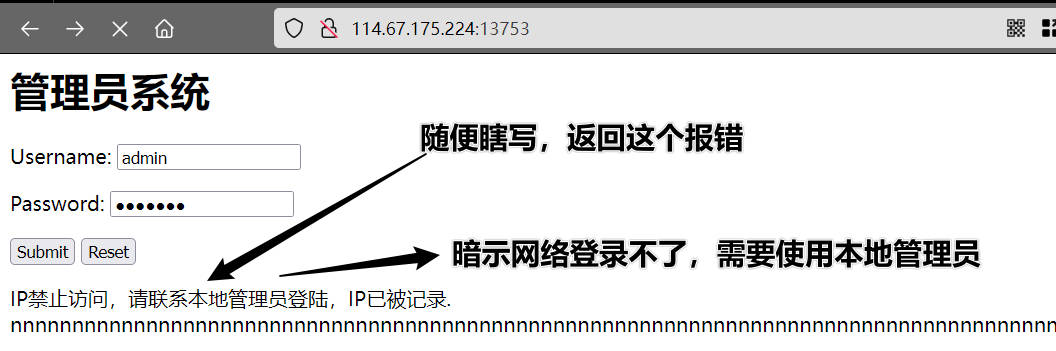 114.67.175.224:13753
管理员系统
随便瞎写，返回这个报错
Username: admin
Password: •••••••
Submit Reset
暗示网络登录不了，需要使用本地管理员
IP禁止访问，请联系本地管理员登陆，IP已被记录.
nnnnnnnnnnnnnnnnnnnnnnnnnnnnnnnnnnnnnnnnnnnnnnnnnnnnnnnnnnnnnnnnnnnnnnnnnnnnnnnnnnnnnn